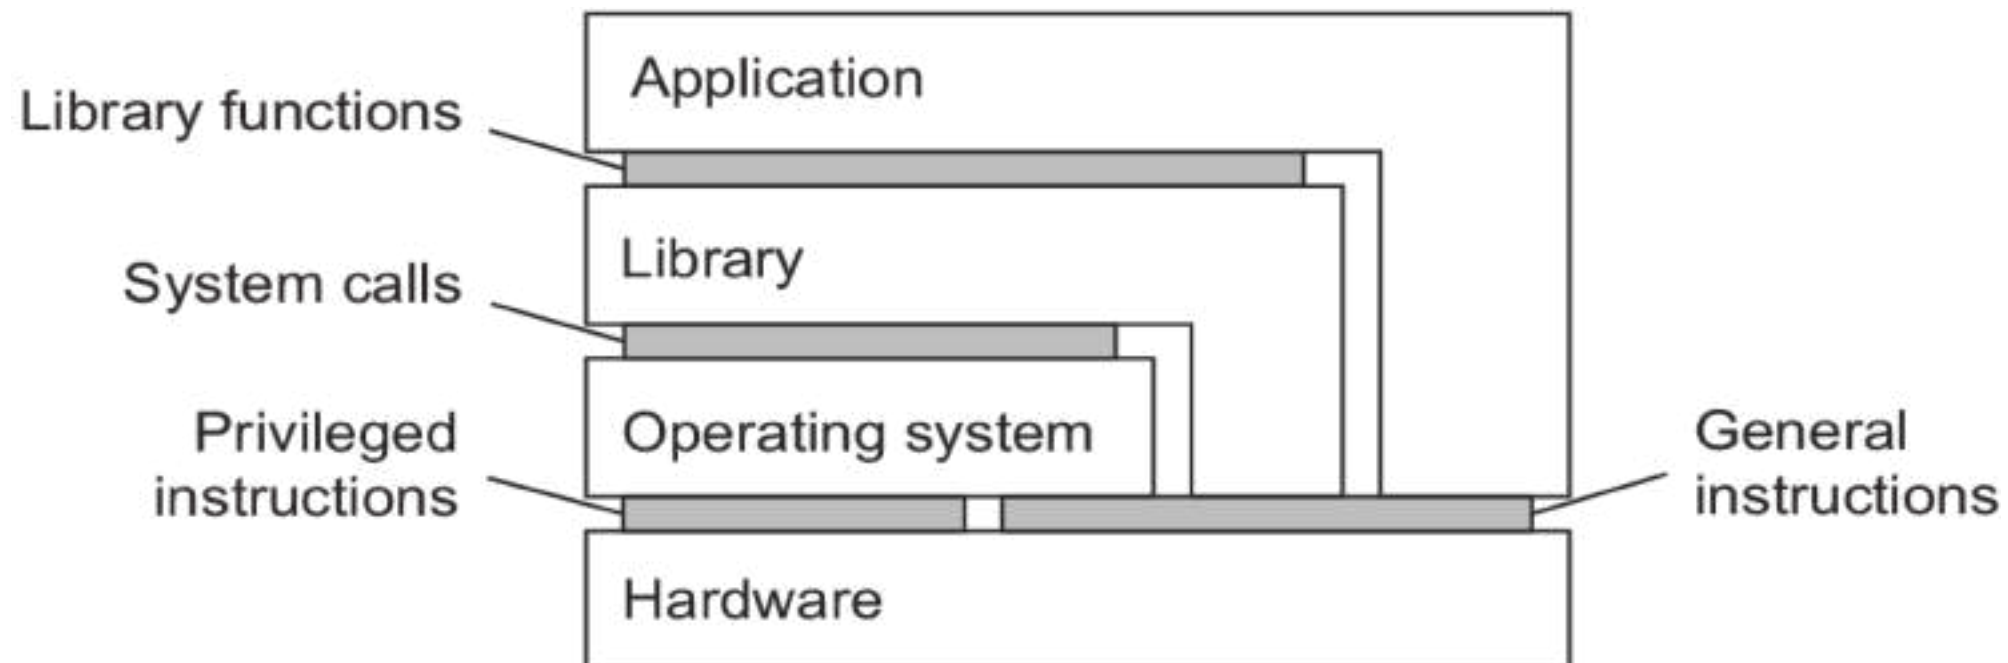 Application
Library functions
Library
System calls
Operating system
Privileged
instructions
General
instructions
Hardware